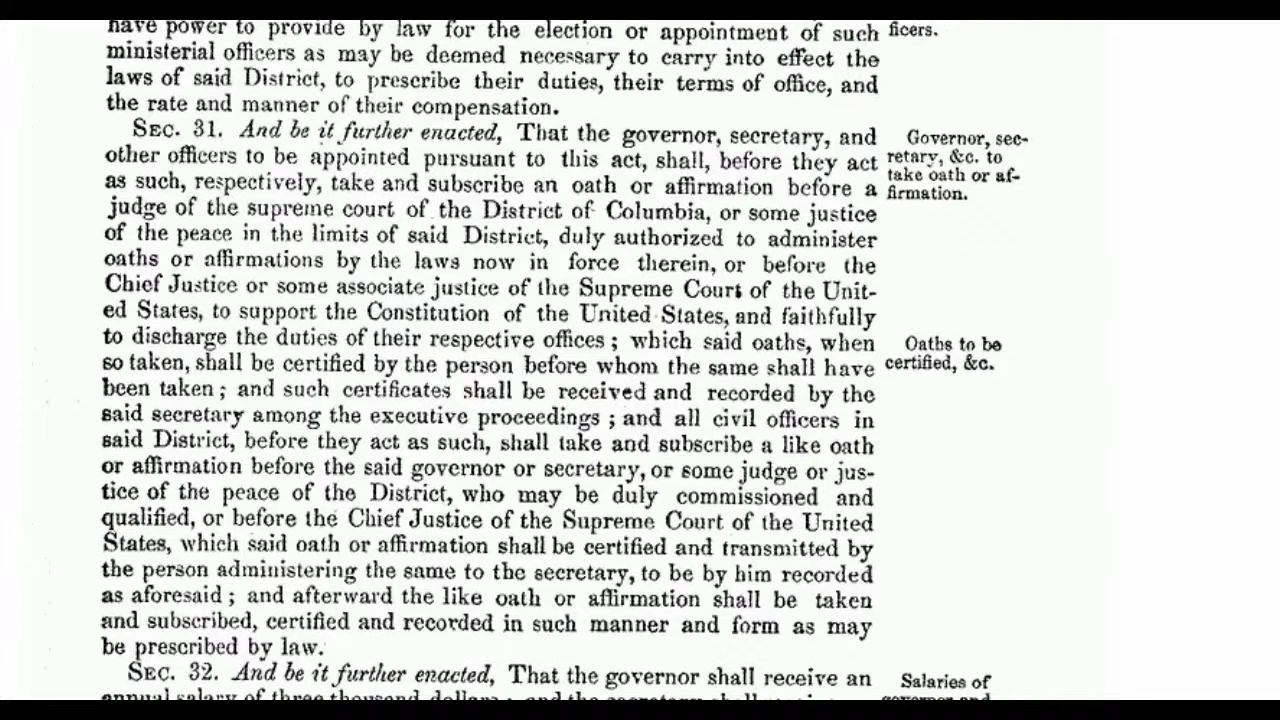 have power to provide by law for the election or appointment of such
ministerial officers as may be deemed necessary to carry into effect the
laws of said District, to prescribe their duties, their terms of office, and
the rate and manner of their compensation.
SEC. 31. And be it further enacted, That the governor, secretary, and
other officers to be appointed pursuant to this act, shall, before they act
as such, respectively, take and subscribe an oath or affirmation before a
judge of the supreme court of the District of Columbia, or some justice
of the peace in the limits of said District, duly authorized to administer
oaths or affirmations by the laws now in force therein, or before the
Chief Justice or some associate justice of the Supreme Court of the Unit-
ed States, to support the Constitution of the United States, and faithfully
to discharge the duties of their respective offices; which said oaths, when
so taken, shall be certified by the person before whom the same shall have
been taken; and such certificates shall be received and recorded by the
said secretary among the executive proceedings; and all civil officers in
said District, before they act as such, shall take and subscribe a like oath
or affirmation before the said governor or secretary, or some judge or jus-
tice of the peace of the District, who may be duly commissioned and
qualified, or before the Chief Justice of the Supreme Court of the United
States, which said oath or affirmation shall be certified and transmitted by
the person administering the same to the secretary, to be by him recorded
as aforesaid; and afterward the like oath or affirmation shall be taken
and subscribed, certified and recorded in such manner and form as may
be prescribed by law.
SEC. 32. And be it further enacted, That the governor shall receive an
annual salary of three thousand dollars; and the secretary shall receive
ficers.
Governor, sec-
retary, &c. to
take oath or af-
firmation.
Oaths to be
certified, &c.
Salaries of
governor and